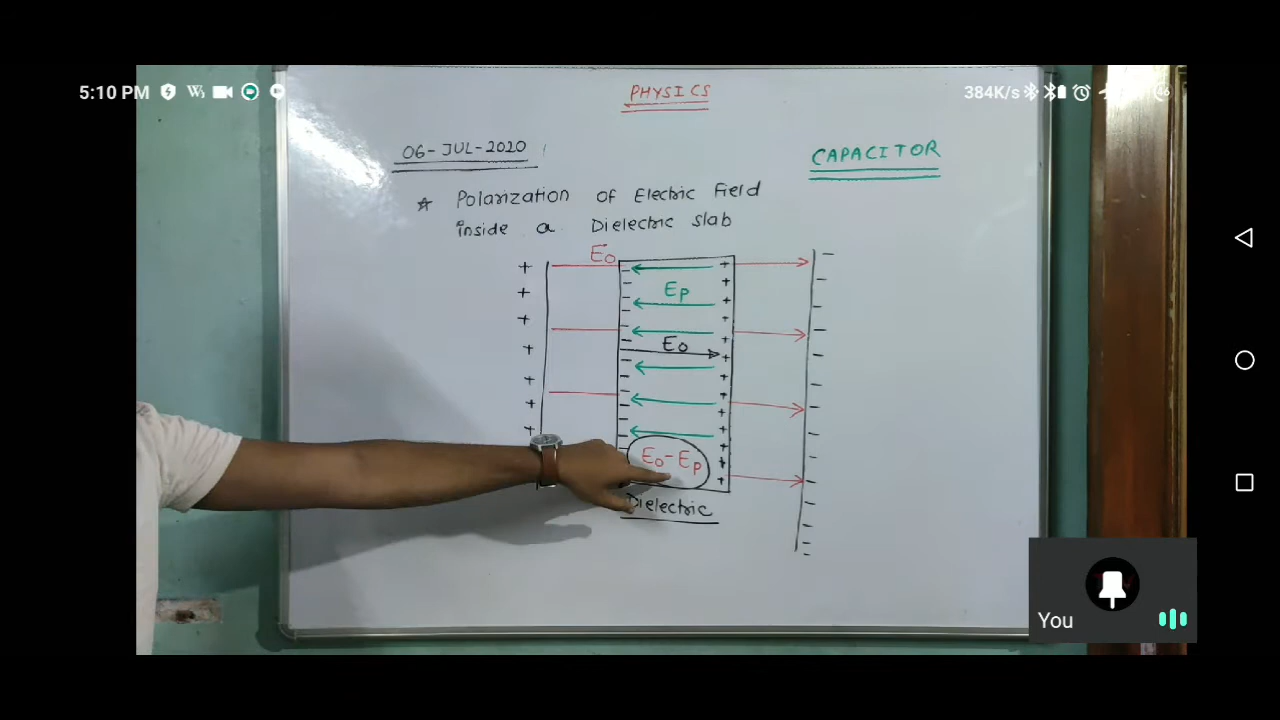 5:10 PM
384K/s
PHYSICS
06-JUL-2020
CAPACITOR
☆ Polarization of Electric Field
inside a Dielectric slab
E₀
Eₚ
E₀
E₀-Eₚ
Dielectric
You